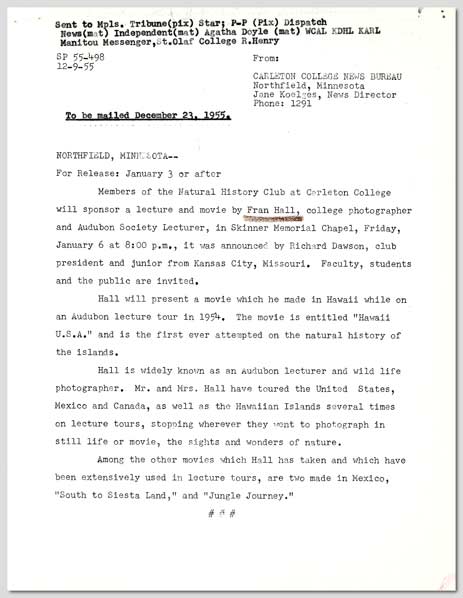 Sent to Mpls. Tribune(pix) Star; P-P (Pix) Dispatch
News(mat) Independent(mat) Agatha Doyle (mat) WCAL KDHL KARL
Manitou Messenger,St.Olaf College R.Henry
SP 55-498
12-9-55
From:
CARLETON COLLEGE NEWS BUREAU
Northfield, Minnesota
Jane Koelges, News Director
Phone: 1291
To be mailed December 23, 1955.
NORTHFIELD, MINNESOTA--
For Release: January 3 or after
Members of the Natural History Club at Carleton College
will sponsor a lecture and movie by Fran Hall, college photographer
and Audubon Society Lecturer, in Skinner Memorial Chapel, Friday,
January 6 at 8:00 p.m., it was announced by Richard Dawson, club
president and junior from Kansas City, Missouri. Faculty, students
and the public are invited.
Hall will present a movie which he made in Hawaii while on
an Audubon lecture tour in 1954. The movie is entitled "Hawaii
U.S.A." and is the first ever attempted on the natural history of
the islands.
Hall is widely known as an Audubon lecturer and wild life
photographer. Mr. and Mrs. Hall have toured the United States,
Mexico and Canada, as well as the Hawaiian Islands several times
on lecture tours, stopping wherever they went to photograph in
still life or movie, the sights and wonders of nature.
Among the other movies which Hall has taken and which have
been extensively used in lecture tours, are two made in Mexico,
"South to Siesta Land," and "Jungle Journey."
# # #